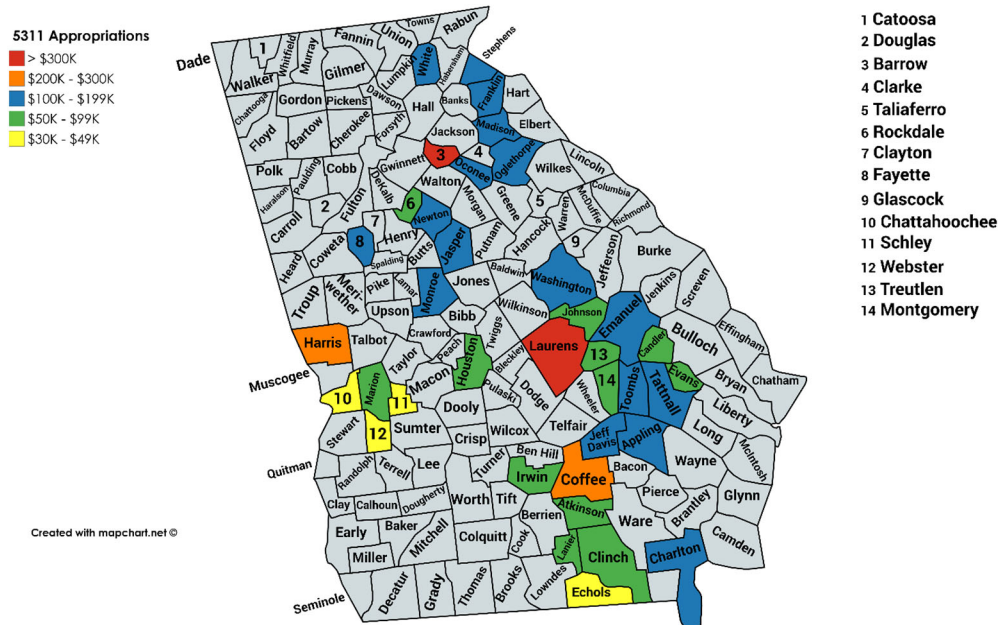 5311 Appropriations
> $300K
$200K - $300K
$100K - $199K
$50K - $99K
$30K - $49K
1 Catoosa
2 Douglas
3 Barrow
4 Clarke
5 Taliaferro
6 Rockdale
7 Clayton
8 Fayette
9 Glascock
10 Chattahoochee
11 Schley
12 Webster
13 Treutlen
14 Montgomery
Dade
1
Walker
Whitfield
Murray
Fannin
Union
Towns
Rabun
Gilmer
Lumpkin
White
Habersham
Stephens
Chattooga
Gordon
Pickens
Dawson
Hall
Banks
Franklin
Hart
Floyd
Bartow
Cherokee
Forsyth
Jackson
Madison
Elbert
Polk
Paulding
Cobb
Gwinnett
3
4
Oconee
Oglethorpe
Wilkes
Lincoln
Haralson
2
Fulton
DeKalb
Walton
Morgan
Greene
5
Warren
McDuffie
Columbia
Richmond
Carroll
7
6
Newton
8
Henry
Butts
Jasper
Putnam
Hancock
9
Jefferson
Burke
Heard
Coweta
Spalding
Pike
Lamar
Monroe
Jones
Baldwin
Washington
Jenkins
Screven
Troup
Meri-
wether
Upson
Bibb
Wilkinson
Johnson
Emanuel
Harris
Talbot
Crawford
Peach
Twiggs
Laurens
Candler
Bulloch
Effingham
Muscogee
Taylor
Macon
Houston
Bleckley
13
Evans
Bryan
Chatham
10
Marion
11
Pulaski
Dodge
Wheeler
14
Toombs
Tattnall
Liberty
Stewart
12
Sumter
Dooly
Wilcox
Telfair
Jeff
Davis
Appling
Long
McIntosh
Quitman
Randolph
Terrell
Lee
Crisp
Turner
Ben Hill
Irwin
Coffee
Bacon
Wayne
Clay
Calhoun
Dougherty
Worth
Tift
Atkinson
Pierce
Brantley
Glynn
Early
Baker
Mitchell
Colquitt
Berrien
Cook
Ware
Camden
Miller
Lanier
Clinch
Charlton
Seminole
Decatur
Grady
Thomas
Brooks
Lowndes
Echols
Created with mapchart.net ©